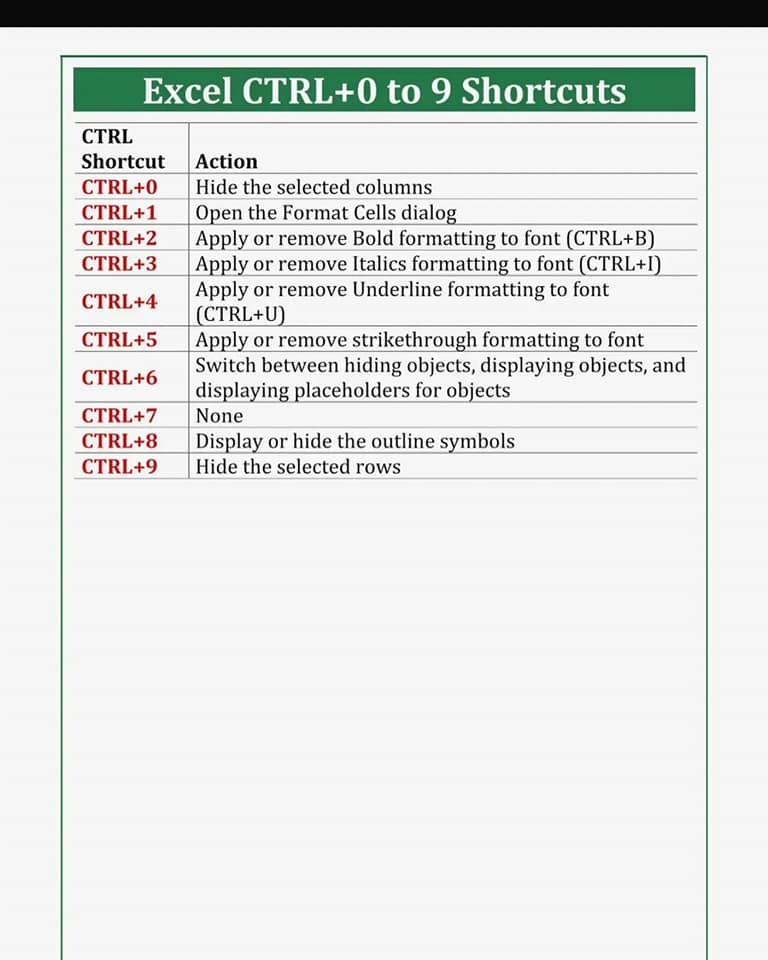 Excel CTRL+0 to 9 Shortcuts
CTRL
Shortcut Action
CTRL+0 Hide the selected columns
CTRL+1 Open the Format Cells dialog
CTRL+2 Apply or remove Bold formatting to font (CTRL+B)
CTRL+3 Apply or remove Italics formatting to font (CTRL+I)
CTRL+4 Apply or remove Underline formatting to font
(CTRL+U)
CTRL+5 Apply or remove strikethrough formatting to font
CTRL+6 Switch between hiding objects, displaying objects, and
displaying placeholders for objects
CTRL+7 None
CTRL+8 Display or hide the outline symbols
CTRL+9 Hide the selected rows